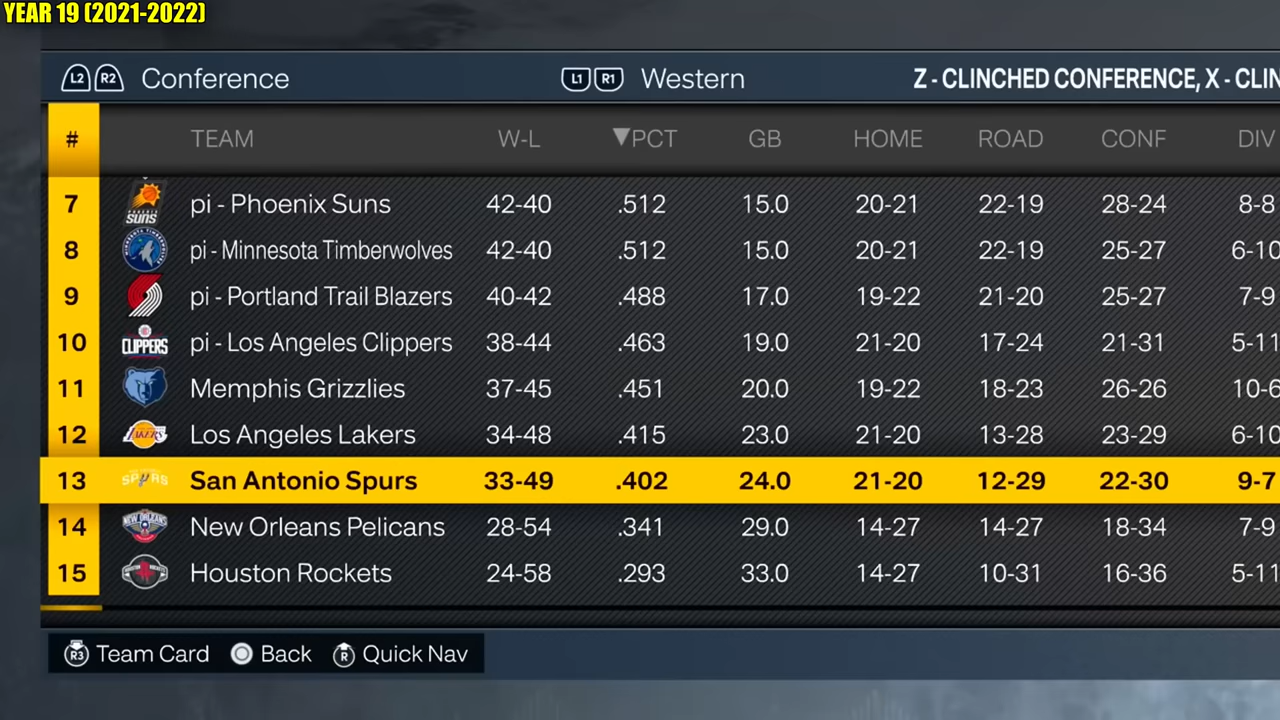 YEAR 19 (2021-2022)
L2 R2 Conference L1 R1 Western Z - CLINCHED CONFERENCE, X - CLIN
# TEAM W-L ▼PCT GB HOME ROAD CONF DIV
7 pi - Phoenix Suns 42-40 .512 15.0 20-21 22-19 28-24 8-8
8 pi - Minnesota Timberwolves 42-40 .512 15.0 20-21 22-19 25-27 6-10
9 pi - Portland Trail Blazers 40-42 .488 17.0 19-22 21-20 25-27 7-9
10 pi - Los Angeles Clippers 38-44 .463 19.0 21-20 17-24 21-31 5-11
11 Memphis Grizzlies 37-45 .451 20.0 19-22 18-23 26-26 10-6
12 Los Angeles Lakers 34-48 .415 23.0 21-20 13-28 23-29 6-10
13 San Antonio Spurs 33-49 .402 24.0 21-20 12-29 22-30 9-7
14 New Orleans Pelicans 28-54 .341 29.0 14-27 14-27 18-34 7-9
15 Houston Rockets 24-58 .293 33.0 14-27 10-31 16-36 5-11
R3 Team Card Back R Quick Nav